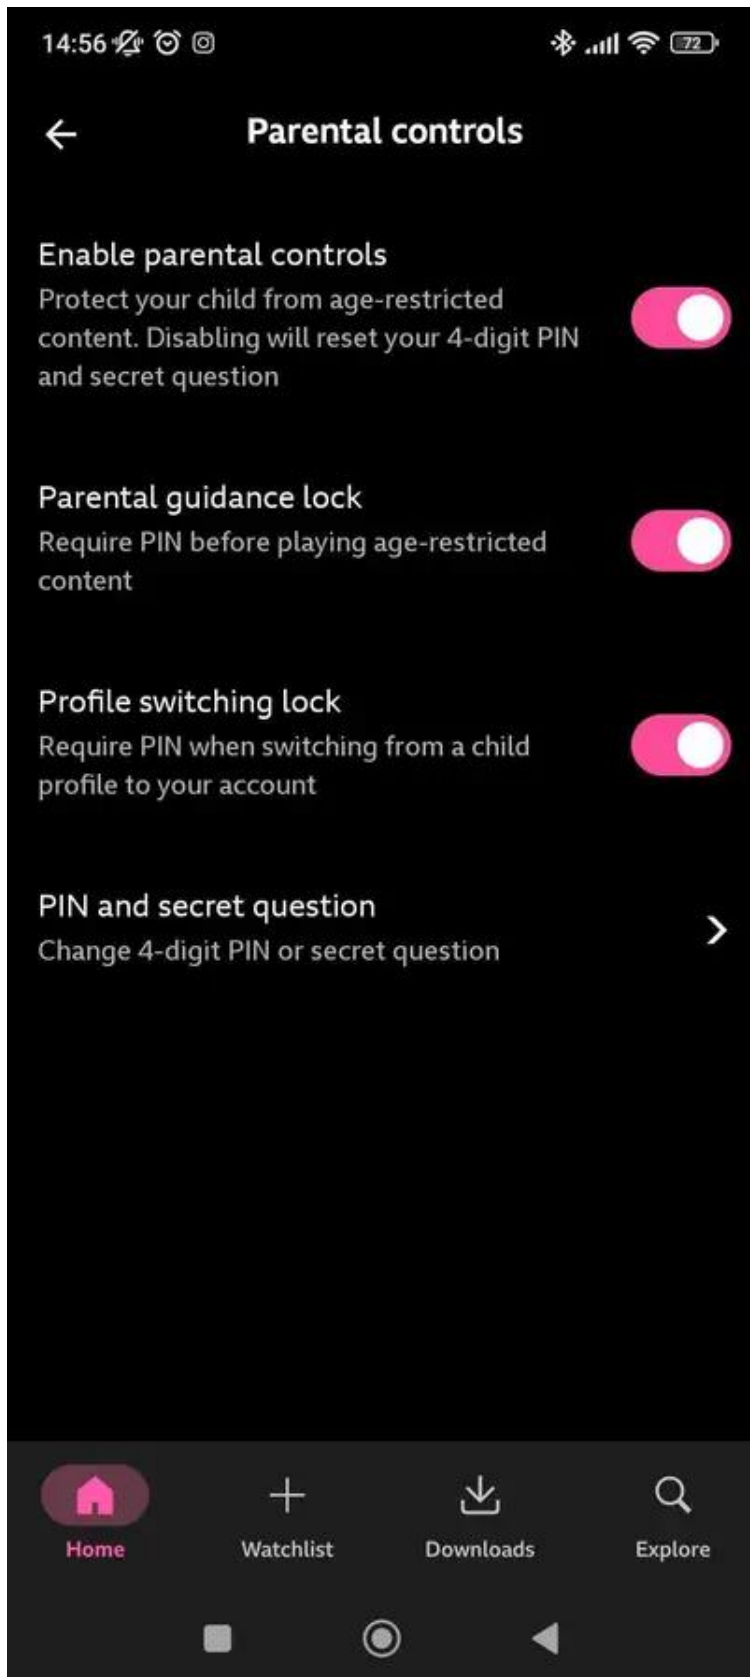 14:56
72
Parental controls
Enable parental controls
Protect your child from age-restricted
content. Disabling will reset your 4-digit PIN
and secret question
Parental guidance lock
Require PIN before playing age-restricted
content
Profile switching lock
Require PIN when switching from a child
profile to your account
PIN and secret question
Change 4-digit PIN or secret question
Home
Watchlist
Downloads
Explore